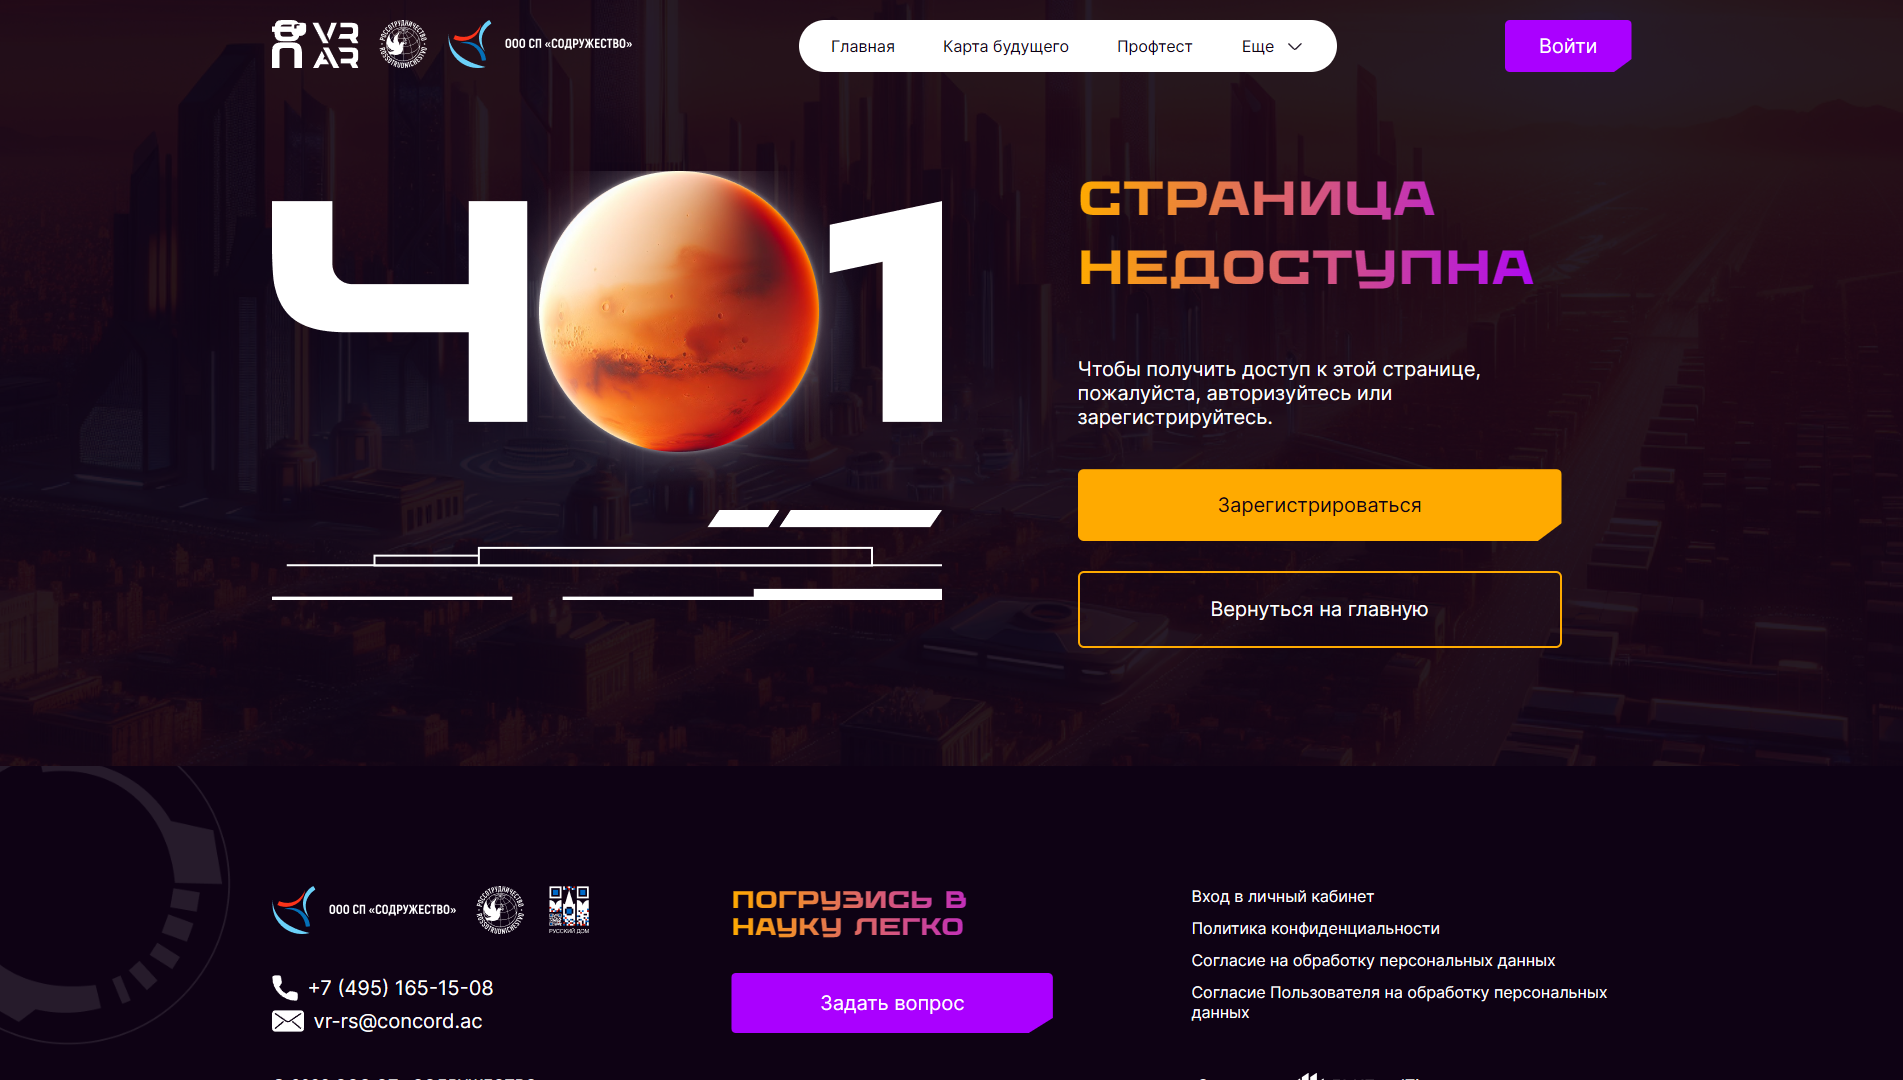 VR
AR
ООО СП «СОДРУЖЕСТВО»
Главная
Карта будущего
Профтест
Еще
Войти
Ч 1
СТРАНИЦА
НЕДОСТУПНА
Чтобы получить доступ к этой странице,
пожалуйста, авторизуйтесь или
зарегистрируйтесь.
Зарегистрироваться
Вернуться на главную
ООО СП «СОДРУЖЕСТВО»
РУССКИЙ ДОМ
+7 (495) 165-15-08
vr-rs@concord.ac
ПОГРУЗИСЬ В
НАУКУ ЛЕГКО
Задать вопрос
Вход в личный кабинет
Политика конфиденциальности
Согласие на обработку персональных данных
Согласие Пользователя на обработку персональных
данных